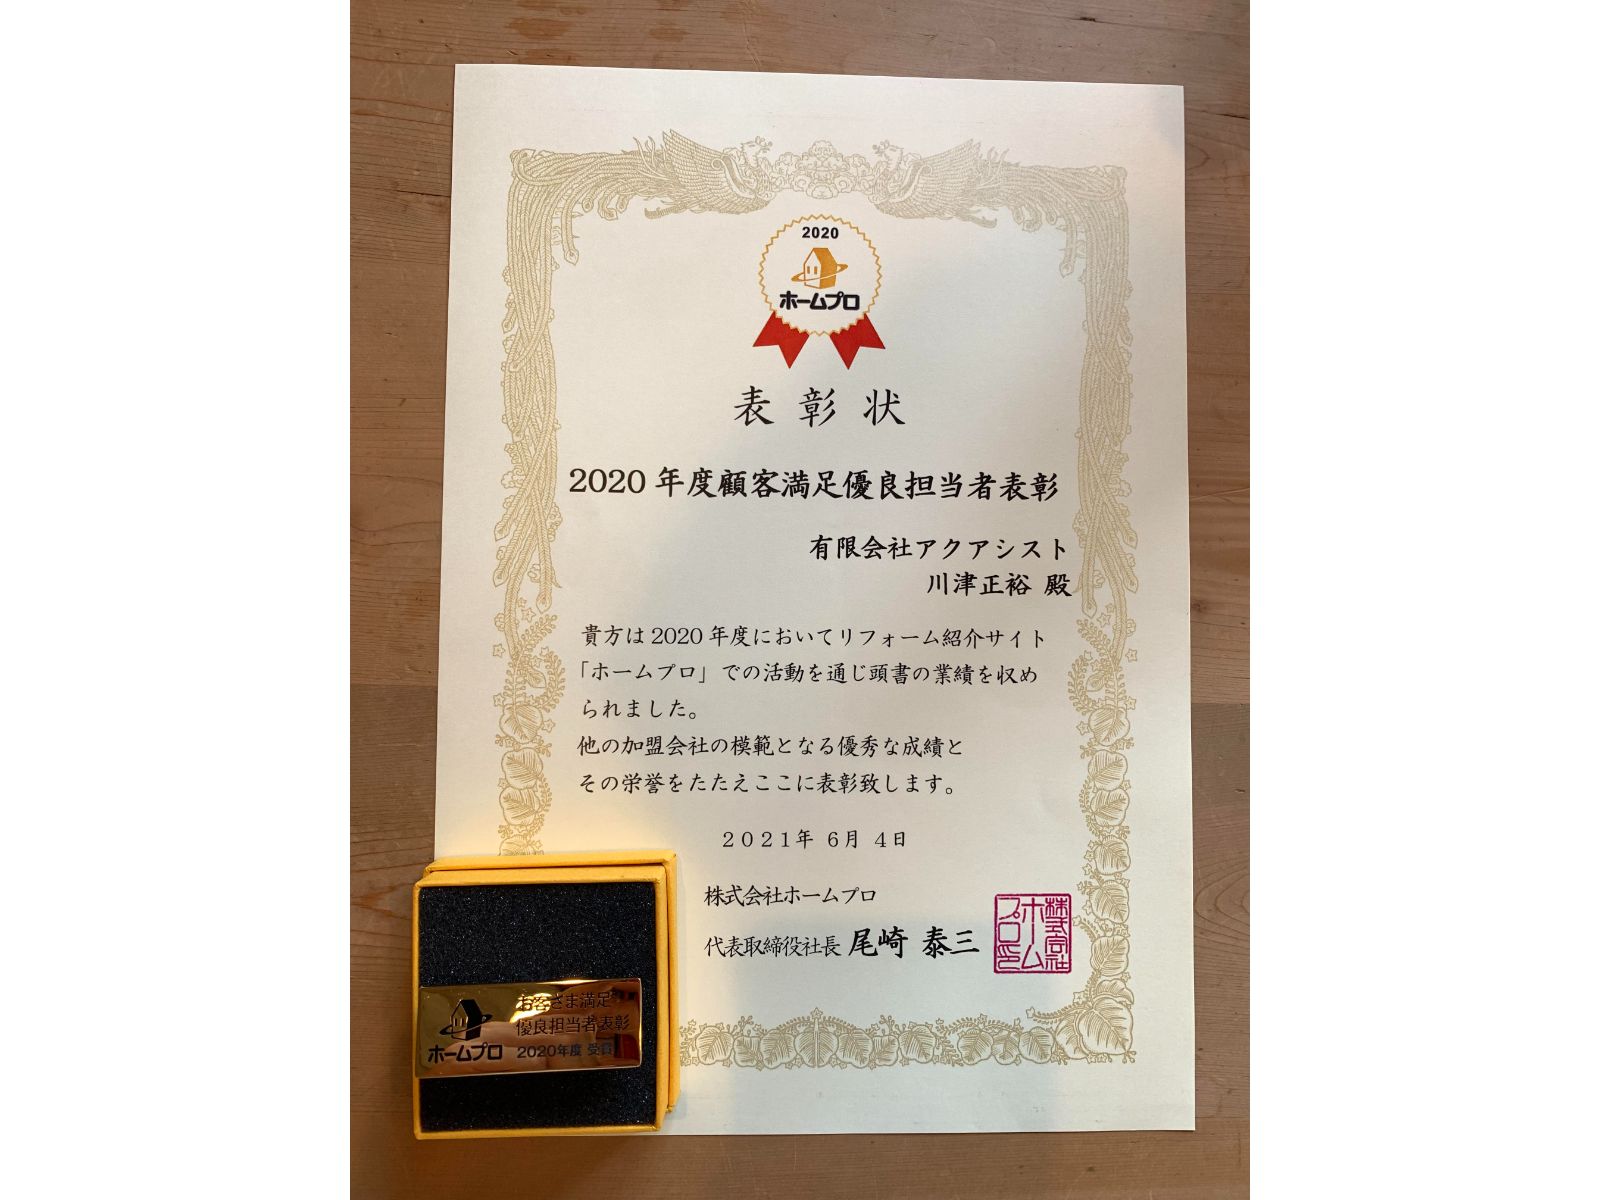 2020
ホームプロ
表彰状
2020年度顧客満足優良担当者表彰
有限会社アクアシスト
川津正裕 殿
貴方は2020年度においてリフォーム紹介サイト
「ホームプロ」での活動を通じ頭書の業績を収め
られました。
他の加盟会社の模範となる優秀な成績と
その栄誉をたたえここに表彰致します。
2021年 6月 4日
株式会社ホームプロ
代表取締役社長 尾崎 泰三
株式会社
ホーム
プロ印
お客さま満足
優良担当者表彰
ホームプロ 2020年度 受賞